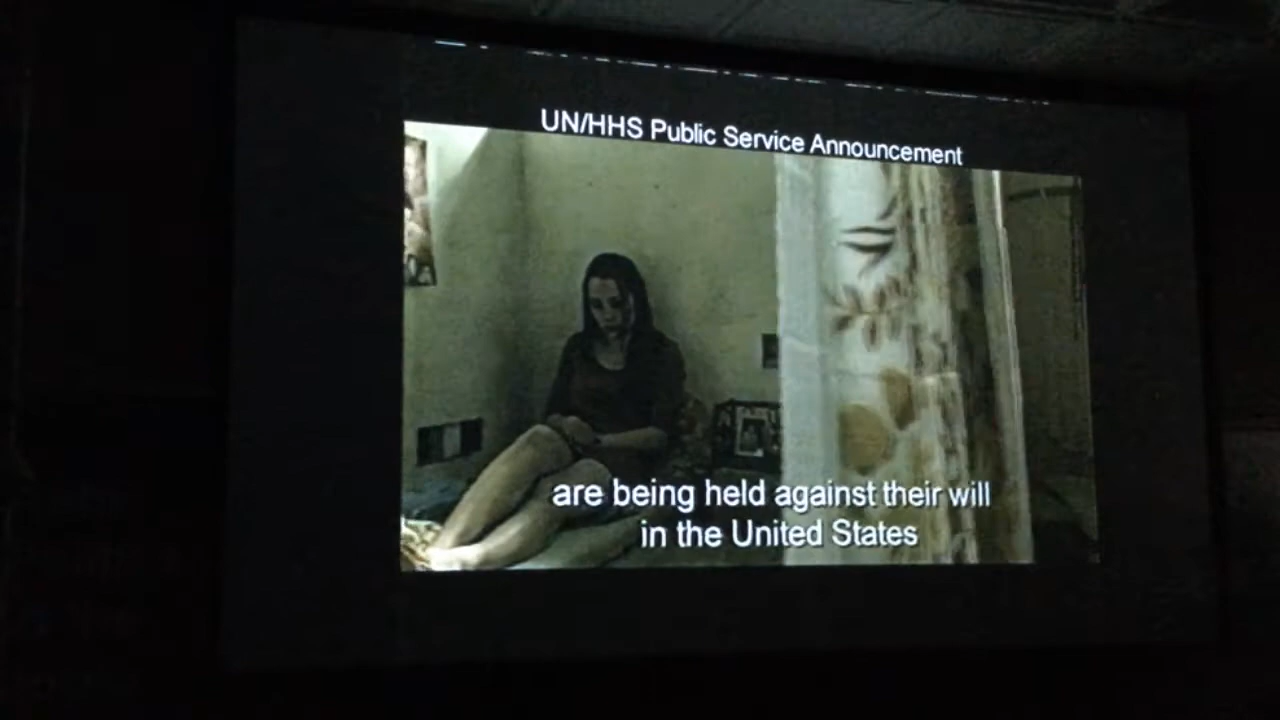 UN/HHS Public Service Announcement
are being held against their will
in the United States